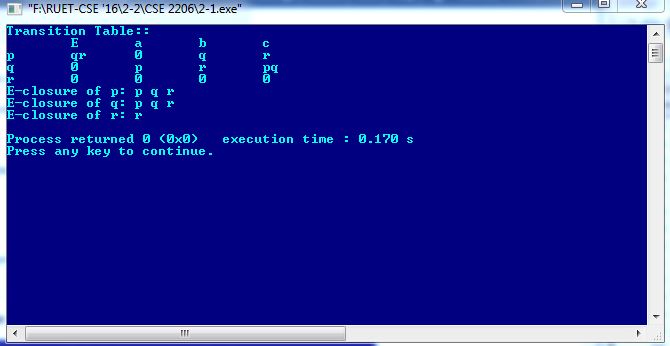 "F:\RUET-CSE '16\2-2\CSE 2206\2-1.exe"
Transition Table::
E a b c
p qr 0 q r
q 0 p r pq
r 0 0 0 0
E-closure of p: p q r
E-closure of q: p q r
E-closure of r: r
Process returned 0 (0x0) execution time : 0.170 s
Press any key to continue.